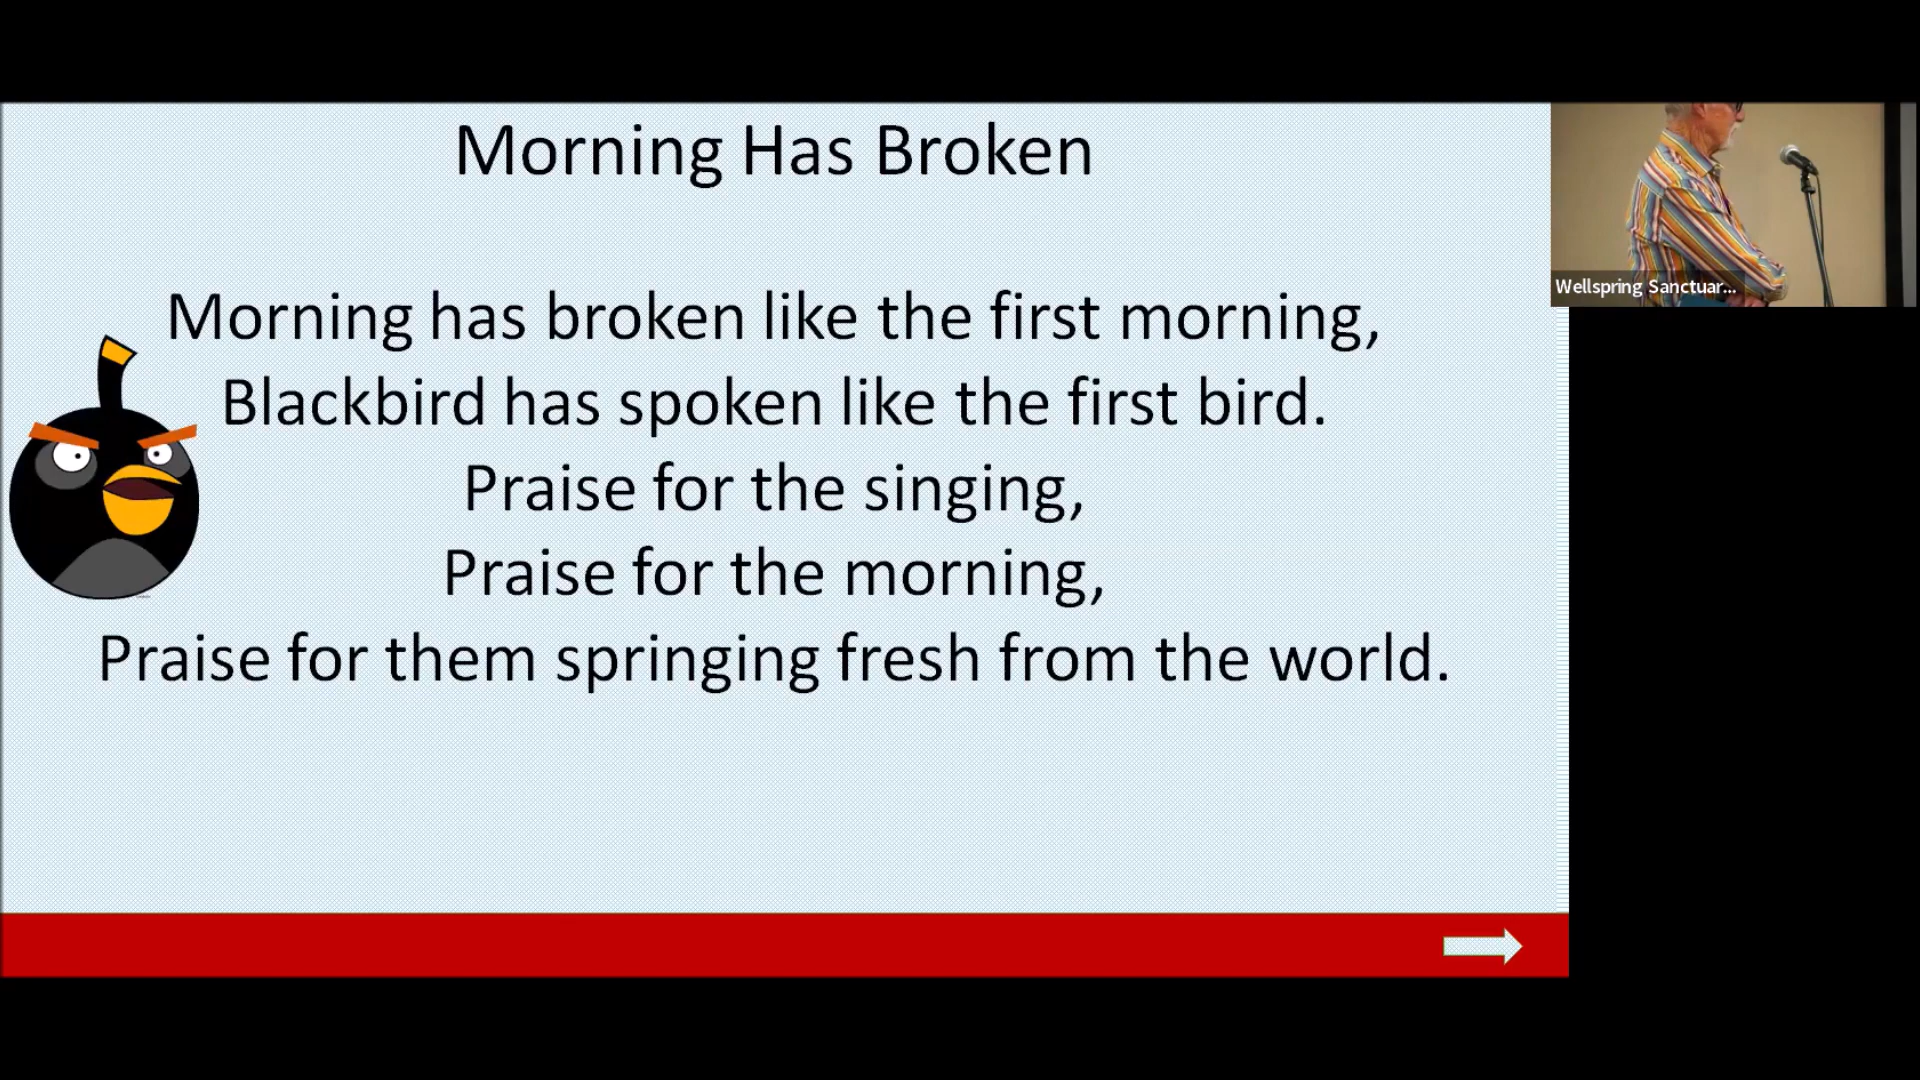 Morning Has Broken
Morning has broken like the first morning,
Blackbird has spoken like the first bird.
Praise for the singing,
Praise for the morning,
Praise for them springing fresh from the world.
Wellspring Sanctuar...